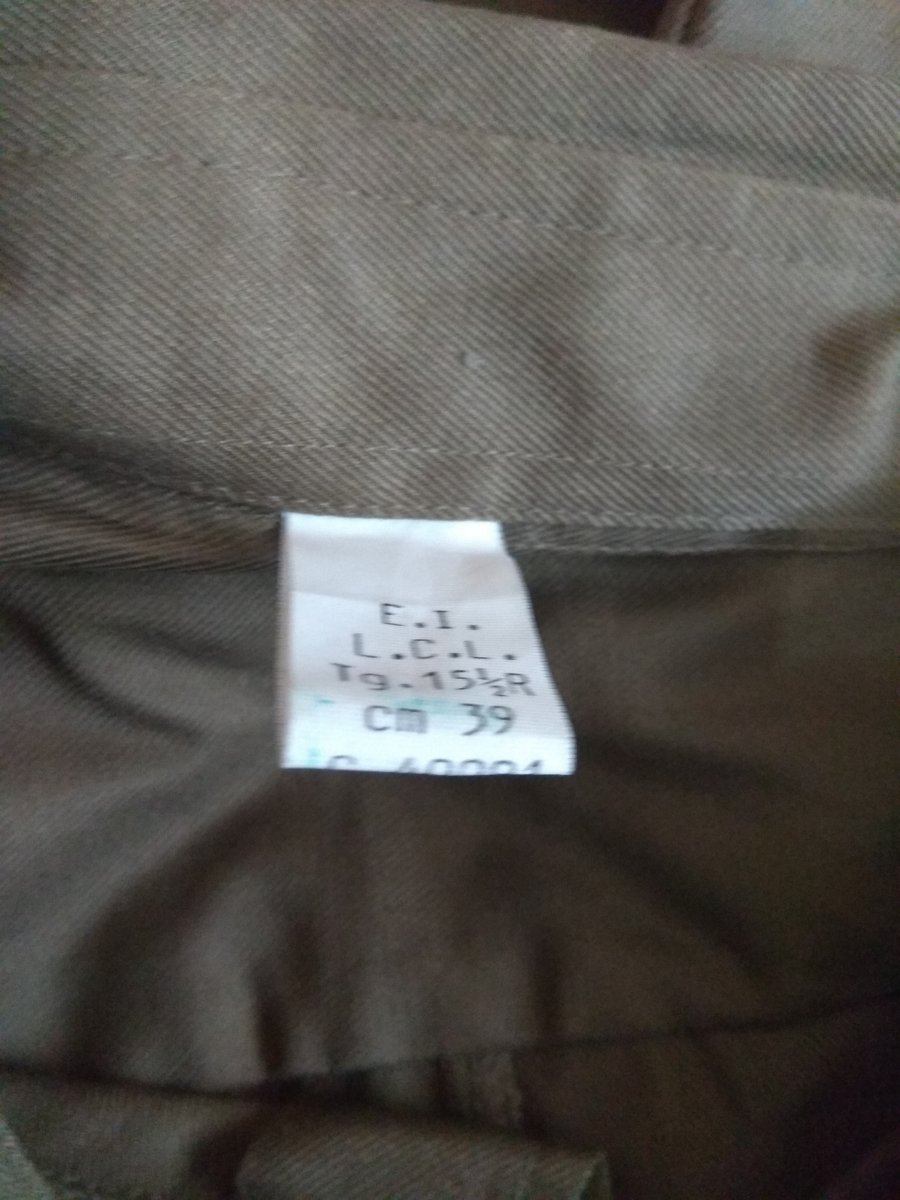 E.I.
L.C.L.
Tg.15½R
cm 39